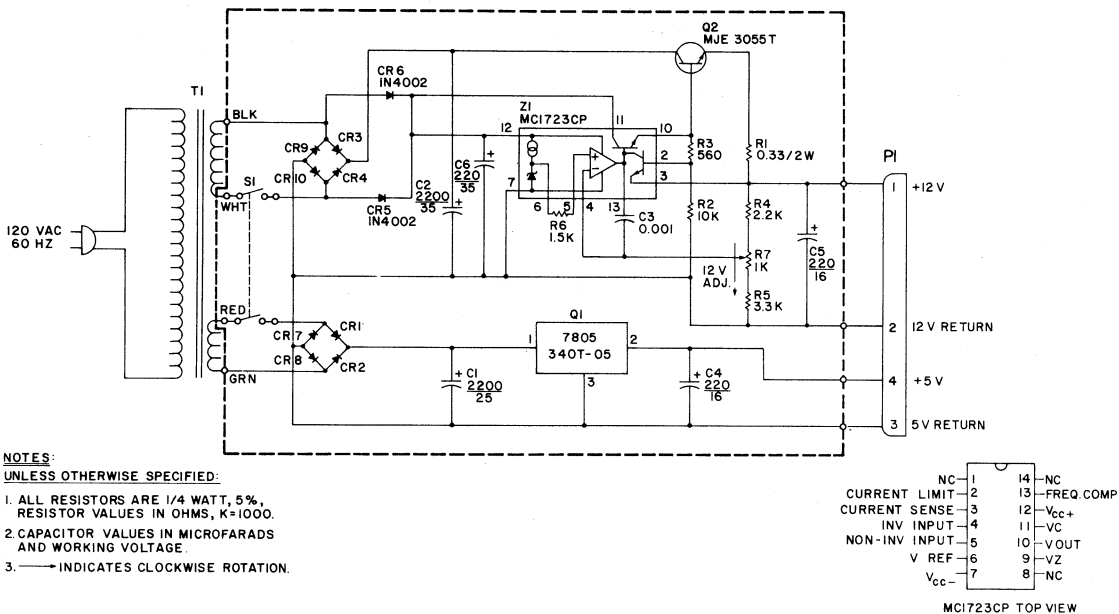 Q2
MJE 3055T
CR6
1N4002
T1
BLK
Z1
MC1723CP
11
12
10
CR9
CR3
R3
560
R1
0.33/2W
P1
2
CR10
CR4
C6
220
35
+
–
3
1
+12 V
C2
2200
35
7
S1
WHT
CR5
1N4002
6
5
4
13
R6
1.5K
C3
0.001
R2
10K
R4
2.2K
120 VAC
60 HZ
R7
1K
12 V
ADJ.
C5
220
16
R5
3.3K
RED
Q1
CR7
CR1
7805
340T-05
1
2
2
12 V RETURN
CR8
CR2
GRN
C1
2200
25
3
C4
220
16
4
+5 V
3
5 V RETURN
NOTES:
UNLESS OTHERWISE SPECIFIED:
1. ALL RESISTORS ARE 1/4 WATT, 5%,
RESISTOR VALUES IN OHMS, K=1000.
2. CAPACITOR VALUES IN MICROFARADS
AND WORKING VOLTAGE.
3. ⟶ INDICATES CLOCKWISE ROTATION.
NC 1 14 NC
CURRENT LIMIT 2 13 FREQ. COMP
CURRENT SENSE 3 12 VCC+
INV INPUT 4 11 VC
NON-INV INPUT 5 10 VOUT
V REF 6 9 VZ
VCC– 7 8 NC
MC1723CP TOP VIEW